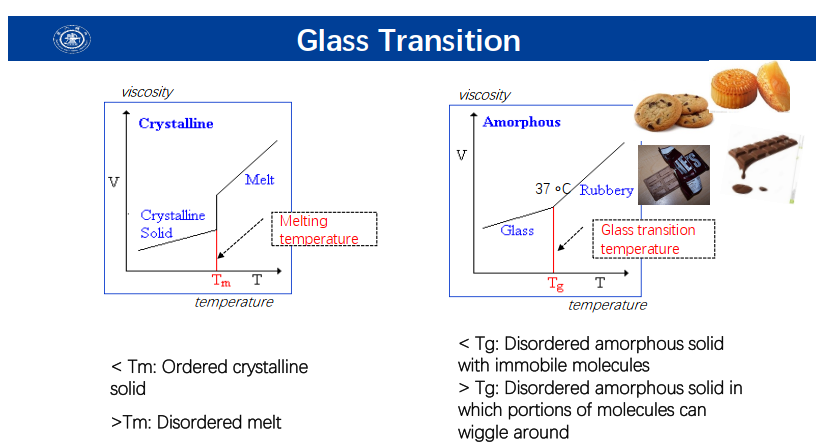 Glass Transition
viscosity
Crystalline
V
Melt
Crystalline
Solid
Melting
temperature
Tm
T
temperature
< Tm: Ordered crystalline
solid
>Tm: Disordered melt
viscosity
Amorphous
V
37 °C
Rubbery
Glass
Glass transition
temperature
Tg
T
temperature
< Tg: Disordered amorphous solid
with immobile molecules
> Tg: Disordered amorphous solid in
which portions of molecules can
wiggle around